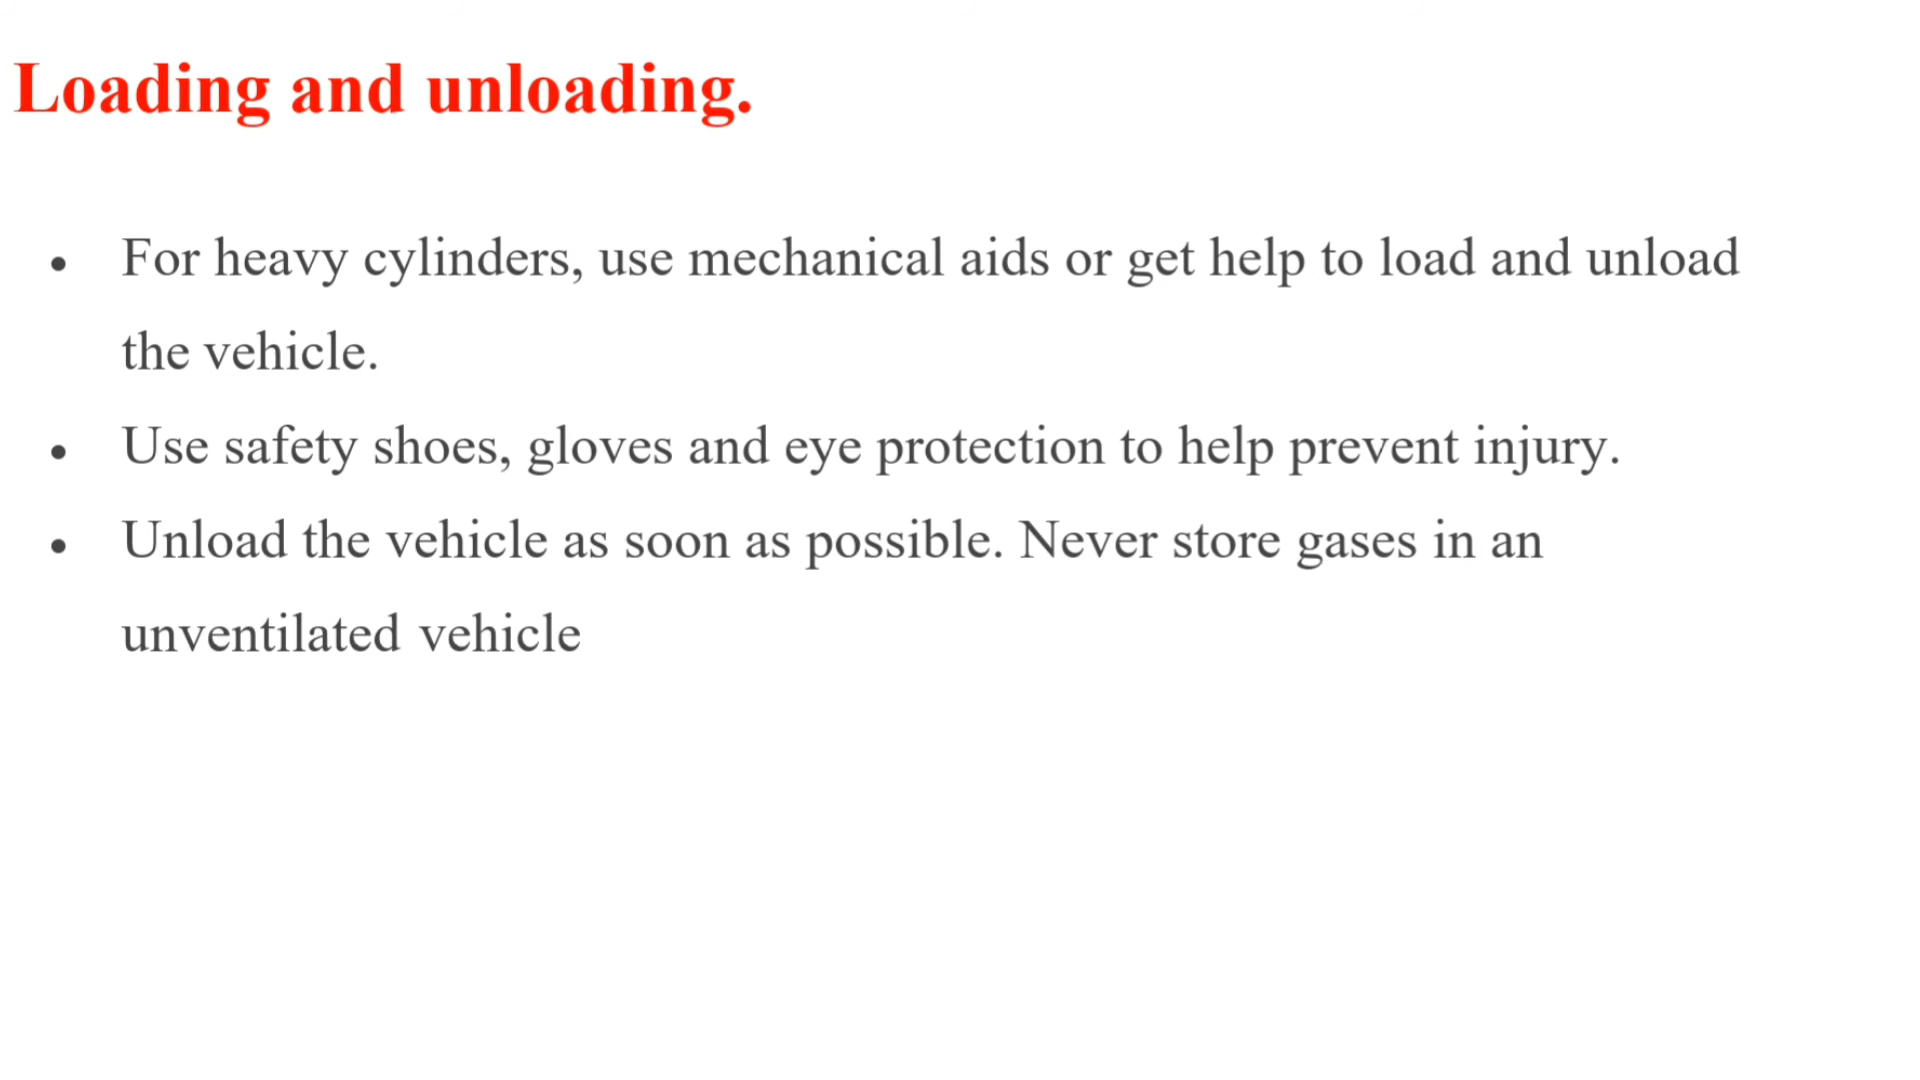 Loading and unloading.
• For heavy cylinders, use mechanical aids or get help to load and unload
the vehicle.
• Use safety shoes, gloves and eye protection to help prevent injury.
• Unload the vehicle as soon as possible. Never store gases in an
unventilated vehicle